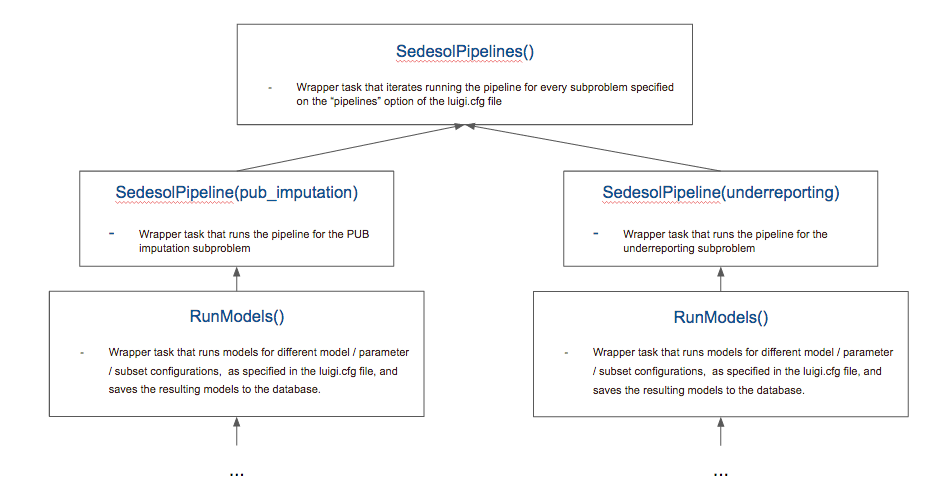 SedesolPipelines()
- Wrapper task that iterates running the pipeline for every subproblem specified
on the “pipelines” option of the luigi.cfg file
SedesolPipeline(pub_imputation)
- Wrapper task that runs the pipeline for the PUB
imputation subproblem
SedesolPipeline(underreporting)
- Wrapper task that runs the pipeline for the
underreporting subproblem
RunModels()
- Wrapper task that runs models for different model / parameter
/ subset configurations,  as specified in the luigi.cfg file, and
saves the resulting models to the database.
RunModels()
- Wrapper task that runs models for different model / parameter
/ subset configurations,  as specified in the luigi.cfg file, and
saves the resulting models to the database.
...
...